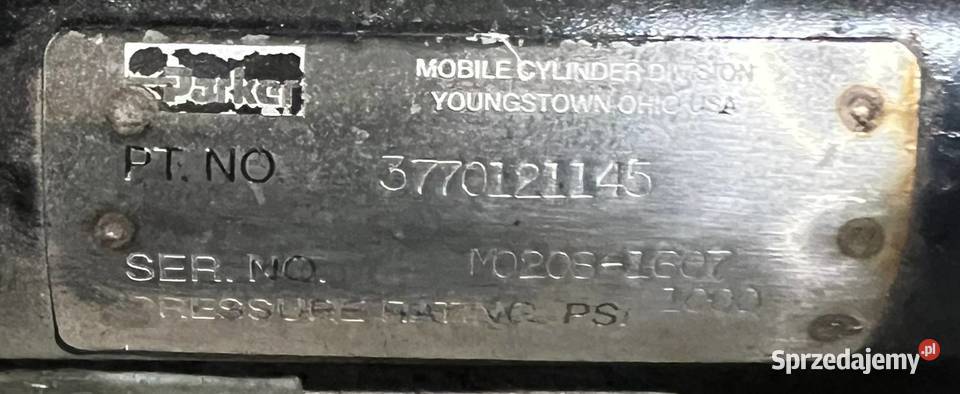 Parker
MOBILE CYLINDER DIVISION
YOUNGSTOWN OHIO USA
PT. NO 3770121145
SER. NO. M0208-1607
PRESSURE RATING PSI 1000
Sprzedajemy.pl